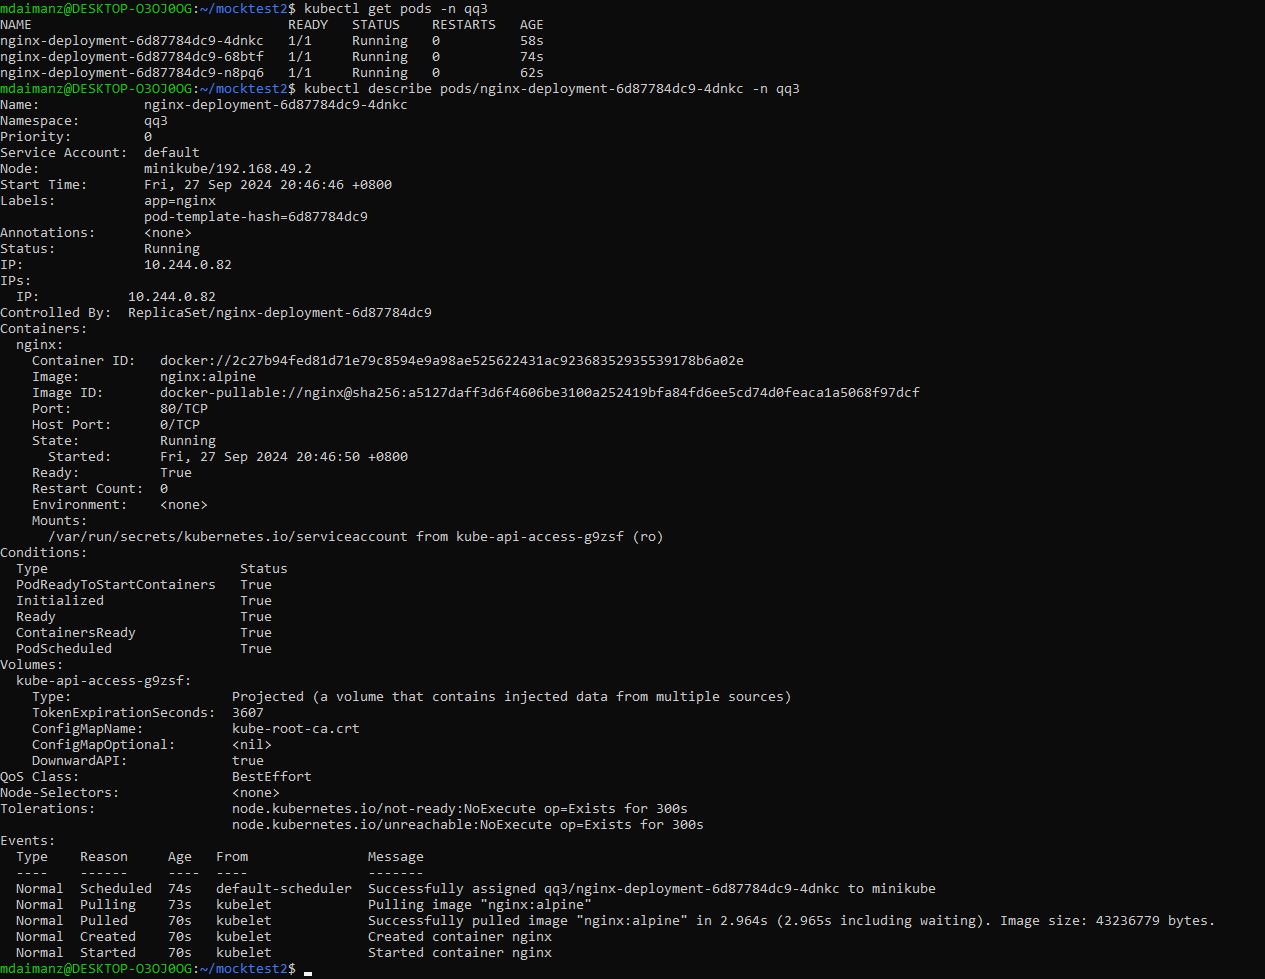 mdaimanz@DESKTOP-O3OJ0OG:~/mocktest2$ kubectl get pods -n qq3
NAME                                READY   STATUS    RESTARTS   AGE
nginx-deployment-6d87784dc9-4dnkc   1/1     Running   0          58s
nginx-deployment-6d87784dc9-68btf   1/1     Running   0          74s
nginx-deployment-6d87784dc9-n8pq6   1/1     Running   0          62s
mdaimanz@DESKTOP-O3OJ0OG:~/mocktest2$ kubectl describe pods/nginx-deployment-6d87784dc9-4dnkc -n qq3
Name:             nginx-deployment-6d87784dc9-4dnkc
Namespace:        qq3
Priority:         0
Service Account:  default
Node:             minikube/192.168.49.2
Start Time:       Fri, 27 Sep 2024 20:46:46 +0800
Labels:           app=nginx
                  pod-template-hash=6d87784dc9
Annotations:      <none>
Status:           Running
IP:               10.244.0.82
IPs:
  IP:           10.244.0.82
Controlled By:  ReplicaSet/nginx-deployment-6d87784dc9
Containers:
  nginx:
    Container ID:   docker://2c27b94fed81d71e79c8594e9a98ae525622431ac92368352935539178b6a02e
    Image:          nginx:alpine
    Image ID:       docker-pullable://nginx@sha256:a5127daff3d6f4606be3100a252419bfa84fd6ee5cd74d0feaca1a5068f97dcf
    Port:           80/TCP
    Host Port:      0/TCP
    State:          Running
      Started:      Fri, 27 Sep 2024 20:46:50 +0800
    Ready:          True
    Restart Count:  0
    Environment:    <none>
    Mounts:
      /var/run/secrets/kubernetes.io/serviceaccount from kube-api-access-g9zsf (ro)
Conditions:
  Type                        Status
  PodReadyToStartContainers   True
  Initialized                 True
  Ready                       True
  ContainersReady             True
  PodScheduled                True
Volumes:
  kube-api-access-g9zsf:
    Type:                    Projected (a volume that contains injected data from multiple sources)
    TokenExpirationSeconds:  3607
    ConfigMapName:           kube-root-ca.crt
    ConfigMapOptional:       <nil>
    DownwardAPI:             true
QoS Class:                   BestEffort
Node-Selectors:              <none>
Tolerations:                 node.kubernetes.io/not-ready:NoExecute op=Exists for 300s
                             node.kubernetes.io/unreachable:NoExecute op=Exists for 300s
Events:
  Type    Reason     Age   From               Message
  ----    ------     ----  ----               -------
  Normal  Scheduled  74s   default-scheduler  Successfully assigned qq3/nginx-deployment-6d87784dc9-4dnkc to minikube
  Normal  Pulling    73s   kubelet            Pulling image "nginx:alpine"
  Normal  Pulled     70s   kubelet            Successfully pulled image "nginx:alpine" in 2.964s (2.965s including waiting). Image size: 43236779 bytes.
  Normal  Created    70s   kubelet            Created container nginx
  Normal  Started    70s   kubelet            Started container nginx
mdaimanz@DESKTOP-O3OJ0OG:~/mocktest2$